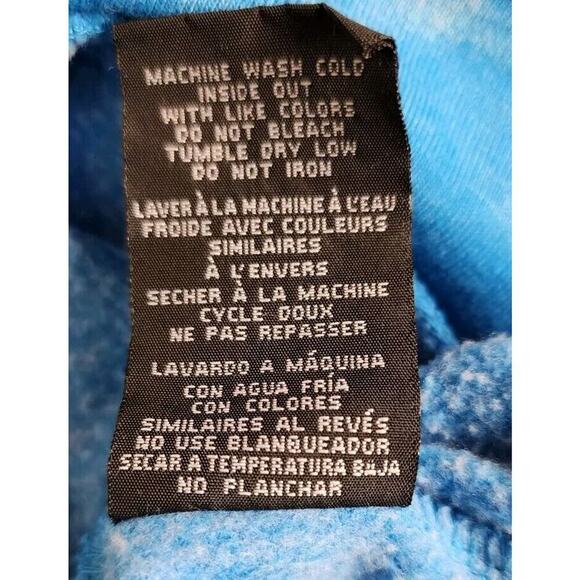 MACHINE WASH COLD
INSIDE OUT
WITH LIKE COLORS
DO NOT BLEACH
TUMBLE DRY LOW
DO NOT IRON
LAVER À LA MACHINE À L'EAU
FROIDE AVEC COULEURS
SIMILAIRES
À L'ENVERS
SECHER À LA MACHINE
CYCLE DOUX
NE PAS REPASSER
LAVARDO A MÁQUINA
CON AGUA FRÍA
CON COLORES
SIMILARES AL REVÉS
NO USE BLANQUEADOR
SECAR A TEMPERATURA BAJA
NO PLANCHAR